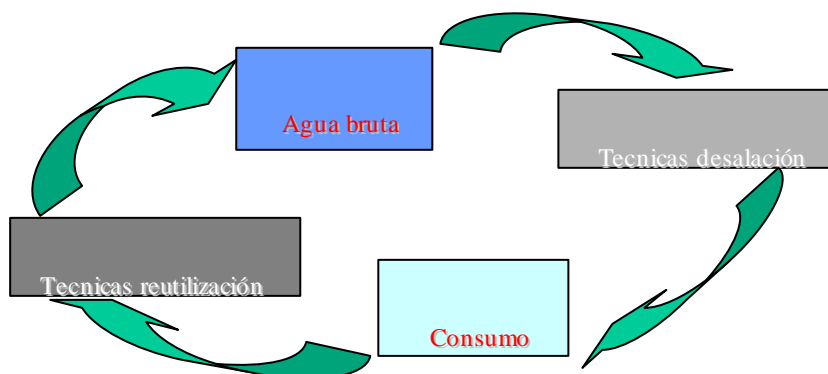 Agua bruta
Tecnicas desalación
Tecnicas reutilización
Consumo